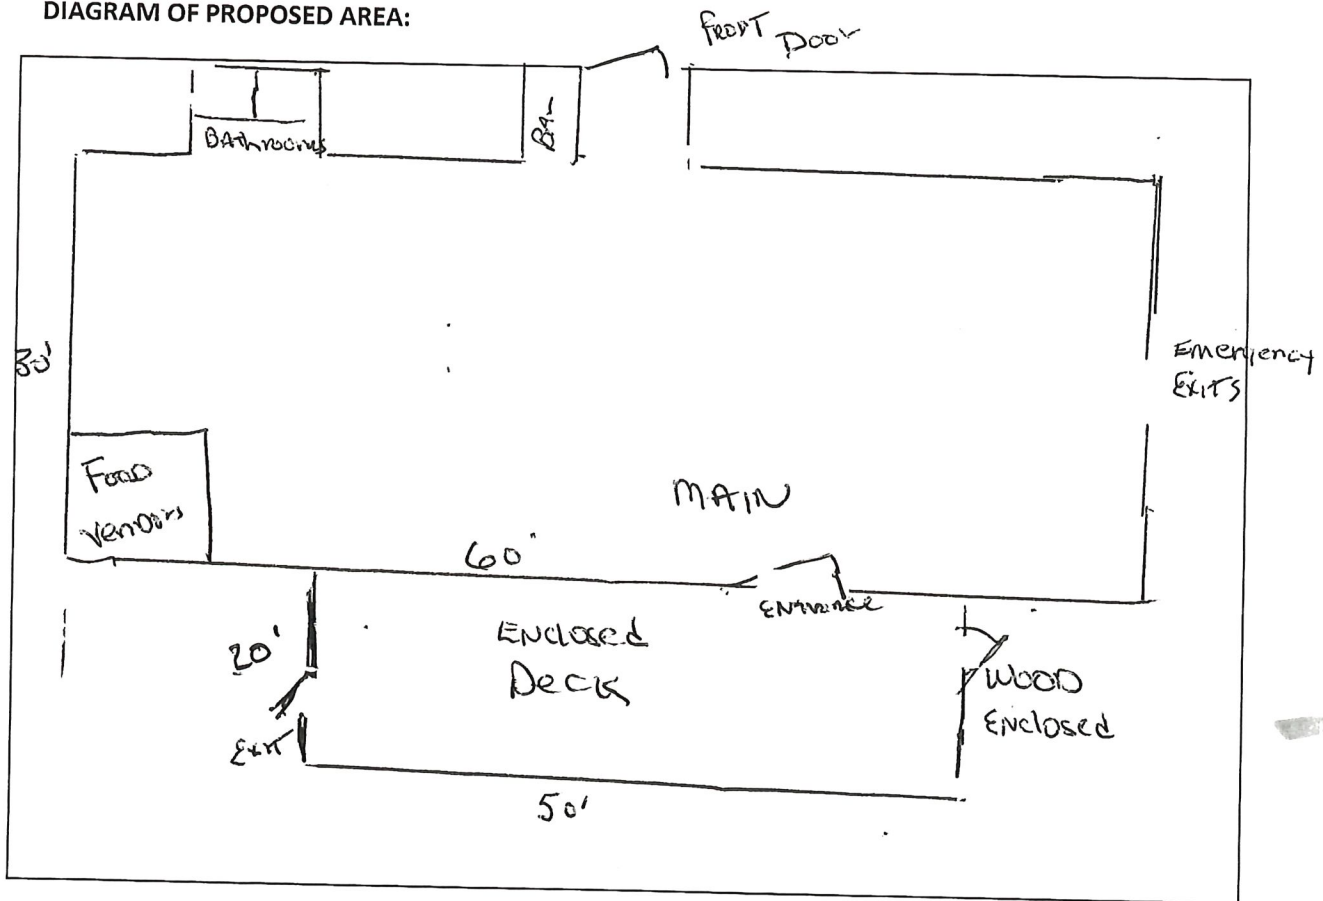 DIAGRAM OF PROPOSED AREA:
FRONT DOOR
BAThrooms
BAr
30'
Emergency
Exits
Food
Vendors
MAIN
60'
Entrance
20'
Enclosed
Deck
WOOD
Enclosed
Exit
50'